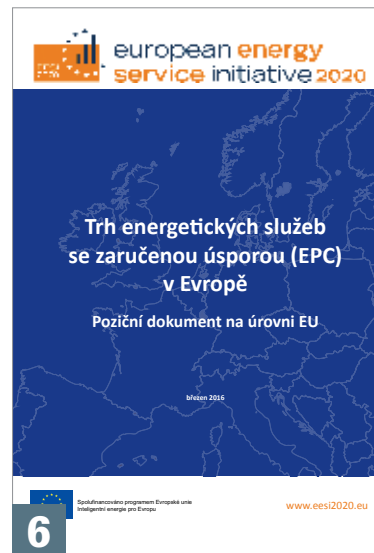 european energy
service initiative 2020
Trh energetických služeb
se zaručenou úsporou (EPC)
v Evropě
Poziční dokument na úrovni EU
březen 2016
Spolufinancováno programem Evropské unie
Inteligentní energie pro Evropu
www.eesi2020.eu
6